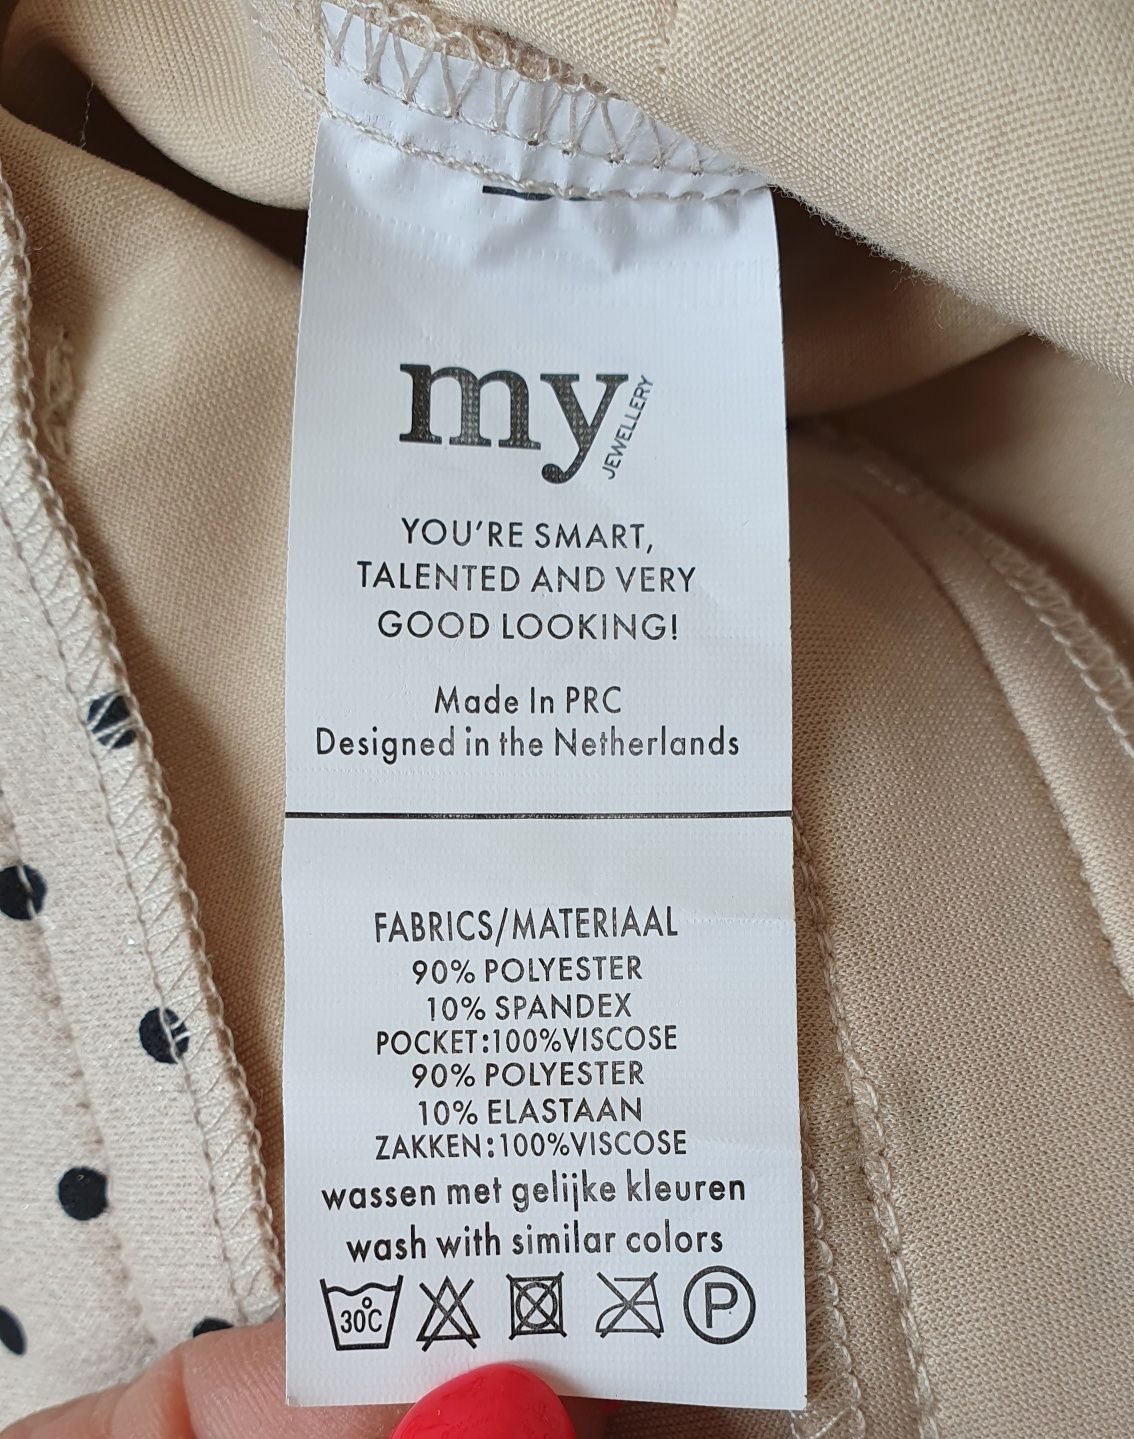 my
JEWELLERY
YOU'RE SMART,
TALENTED AND VERY
GOOD LOOKING!
Made In PRC
Designed in the Netherlands
FABRICS/MATERIAAL
90% POLYESTER
10% SPANDEX
POCKET:100%VISCOSE
90% POLYESTER
10% ELASTAAN
ZAKKEN:100%VISCOSE
wassen met gelijke kleuren
wash with similar colors
30°C P